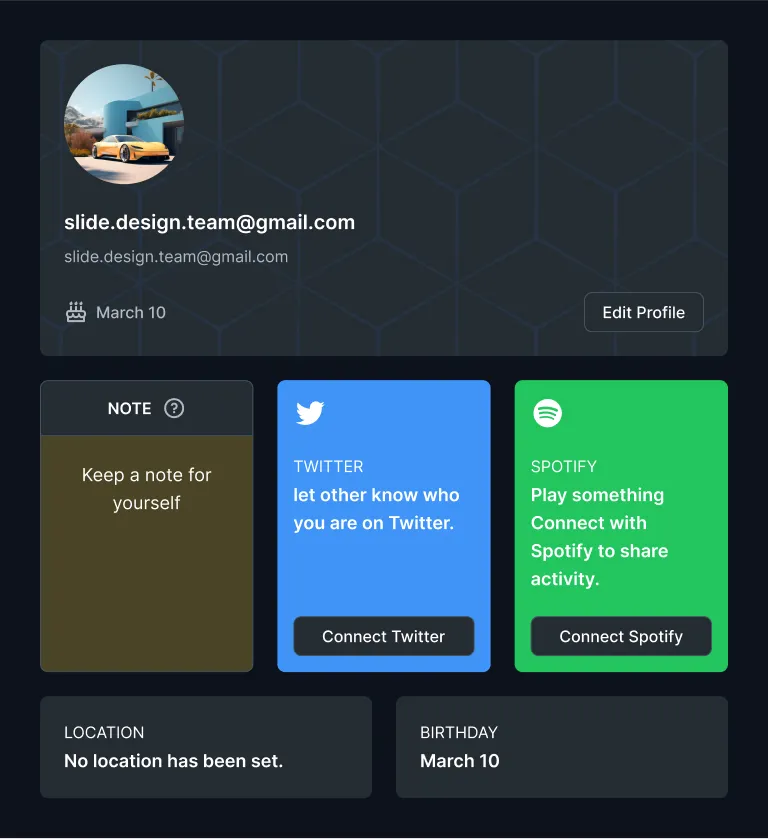 slide.design.team@gmail.com
slide.design.team@gmail.com
March 10
Edit Profile
NOTE ?
Keep a note for
yourself
TWITTER
let other know who
you are on Twitter.
Connect Twitter
SPOTIFY
Play something
Connect with
Spotify to share
activity.
Connect Spotify
LOCATION
No location has been set.
BIRTHDAY
March 10